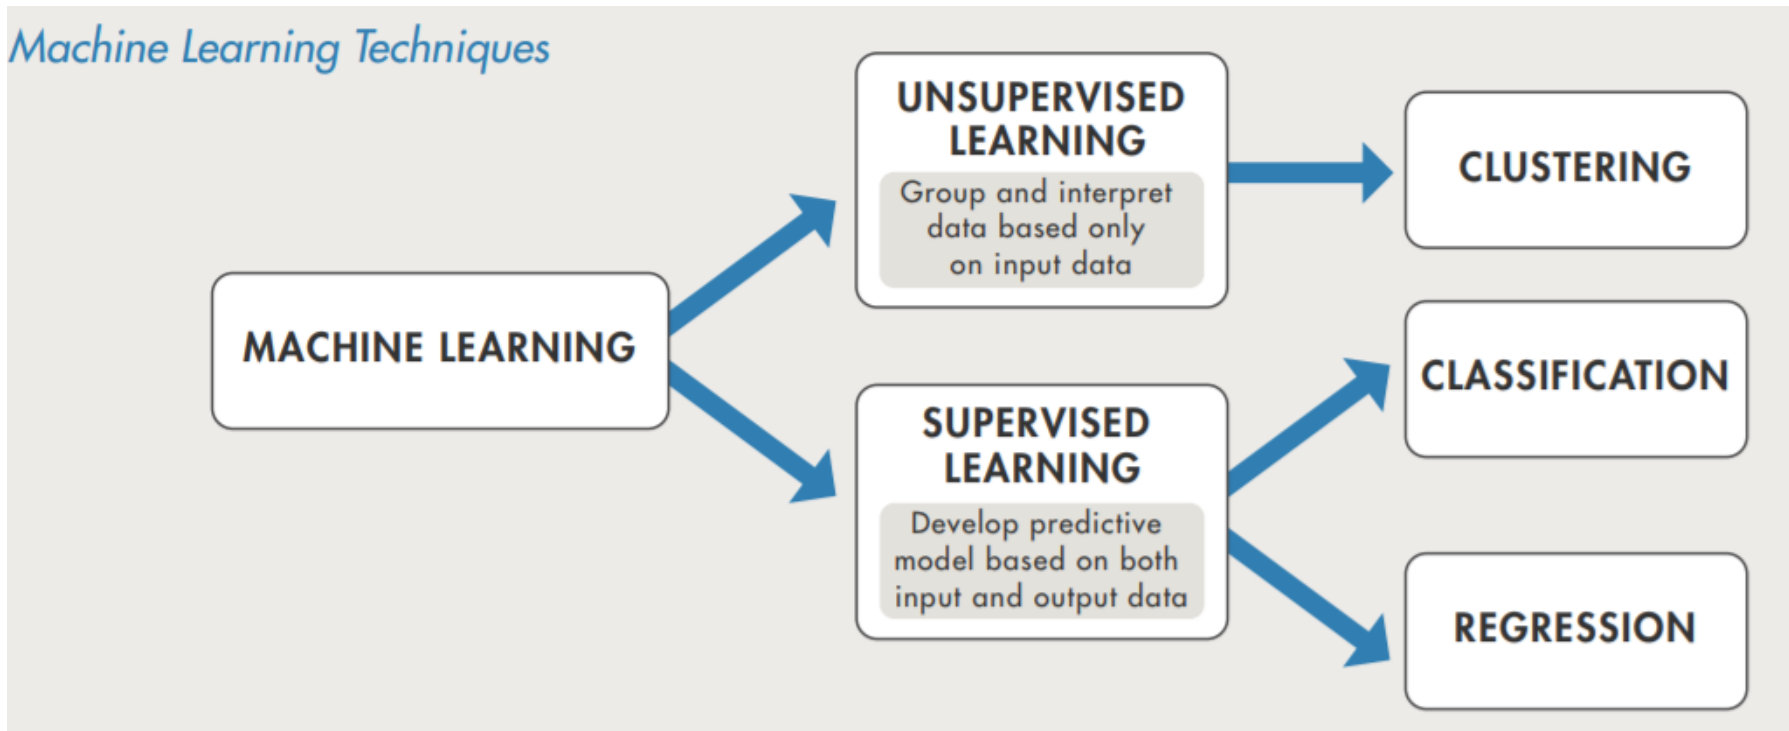 Machine Learning Techniques
UNSUPERVISED
LEARNING
Group and interpret
data based only
on input data
CLUSTERING
MACHINE LEARNING
SUPERVISED
LEARNING
Develop predictive
model based on both
input and output data
CLASSIFICATION
REGRESSION